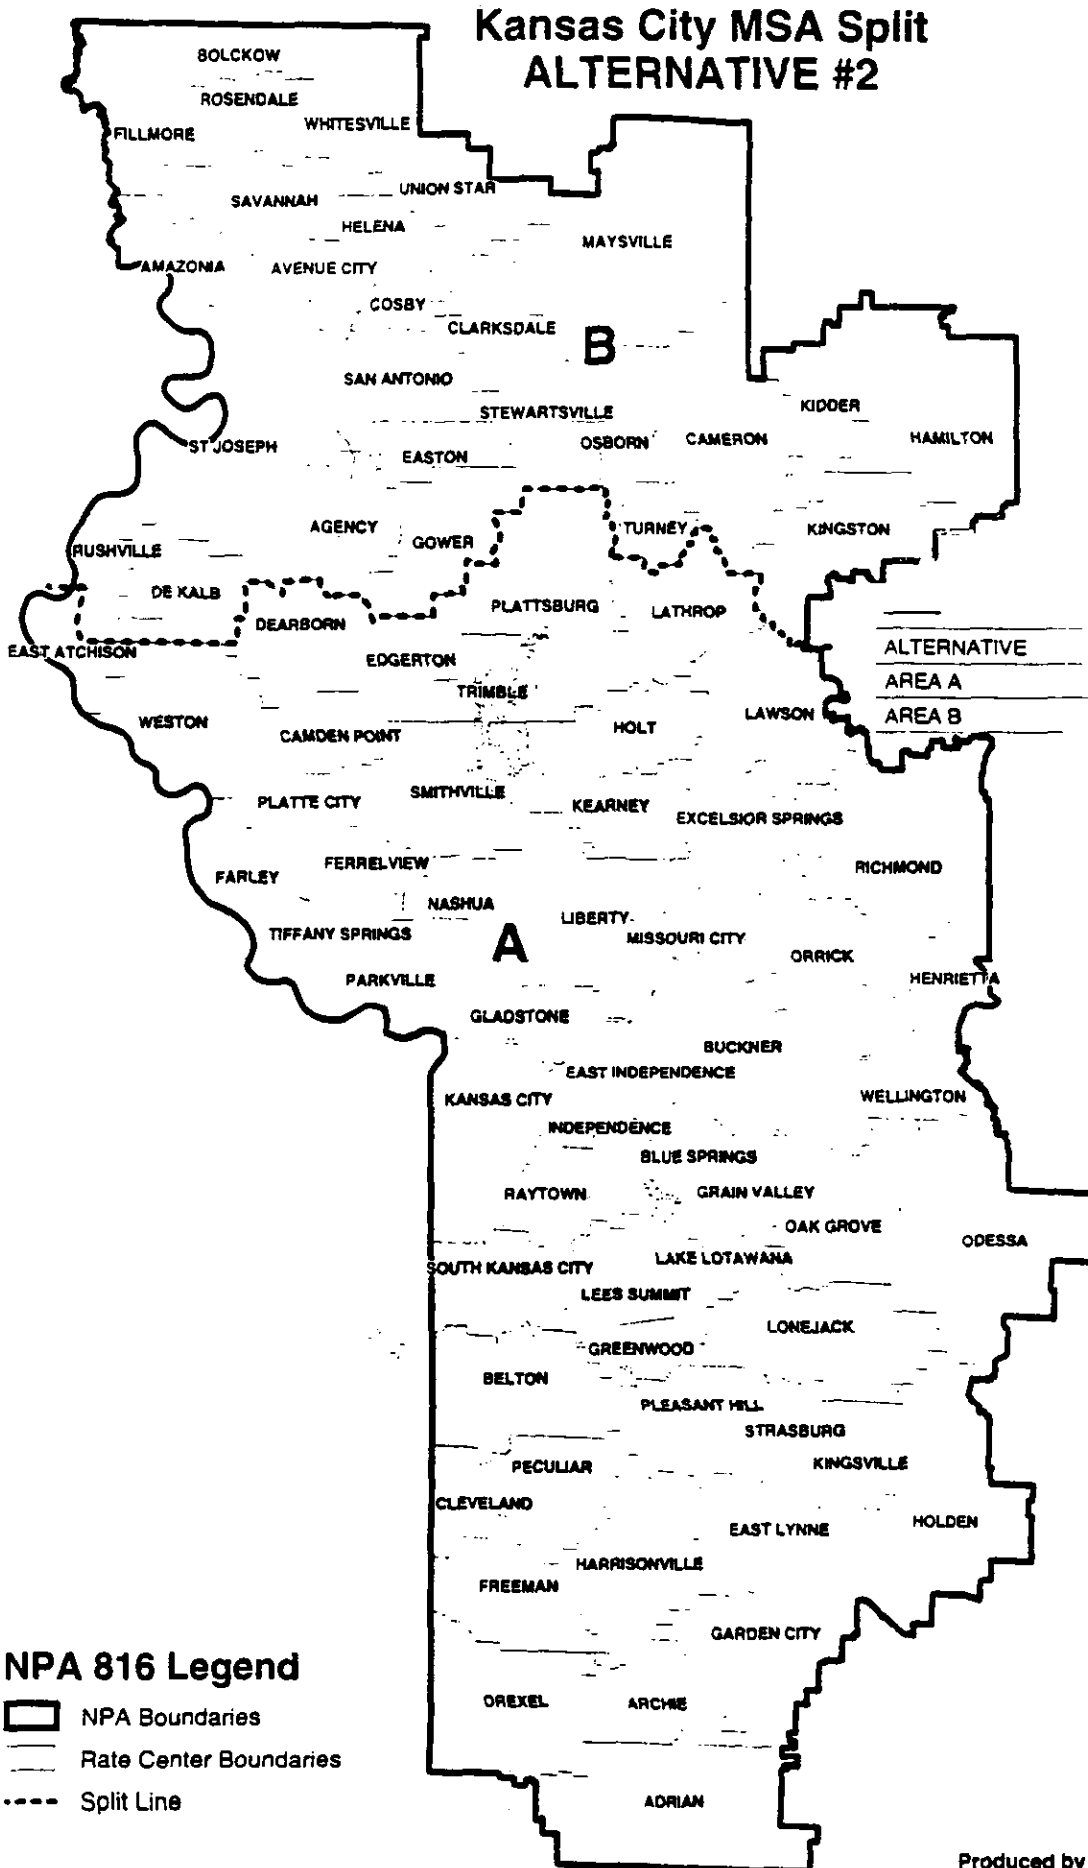 Kansas City MSA Split
ALTERNATIVE #2
BOLCKOW
ROSENDALE
WHITESVILLE
FILLMORE
UNION STAR
SAVANNAH
HELENA
MAYSVILLE
AMAZONIA
AVENUE CITY
COSBY
CLARKSDALE
B
SAN ANTONIO
KIDDER
STEWARTSVILLE
OSBORN
CAMERON
HAMILTON
ST JOSEPH
EASTON
AGENCY
TURNEY
KINGSTON
GOWER
RUSHVILLE
DE KALB
PLATTSBURG
LATHROP
DEARBORN
EAST ATCHISON
ALTERNATIVE
EDGERTON
AREA A
TRIMBLE
LAWSON
AREA B
WESTON
HOLT
CAMDEN POINT
SMITHVILLE
PLATTE CITY
KEARNEY
EXCELSIOR SPRINGS
FERRELVIEW
RICHMOND
FARLEY
NASHUA
LIBERTY
TIFFANY SPRINGS
A
MISSOURI CITY
ORRICK
PARKVILLE
HENRIETTA
GLADSTONE
BUCKNER
EAST INDEPENDENCE
KANSAS CITY
WELLINGTON
INDEPENDENCE
BLUE SPRINGS
RAYTOWN
GRAIN VALLEY
OAK GROVE
ODESSA
LAKE LOTAWANA
SOUTH KANSAS CITY
LEES SUMMIT
LONEJACK
GREENWOOD
BELTON
PLEASANT HILL
STRASBURG
KINGSVILLE
PECULIAR
CLEVELAND
HOLDEN
EAST LYNNE
HARRISONVILLE
FREEMAN
GARDEN CITY
NPA 816 Legend
DREXEL
ARCHIE
NPA Boundaries
Rate Center Boundaries
Split Line
ADRIAN
Produced by